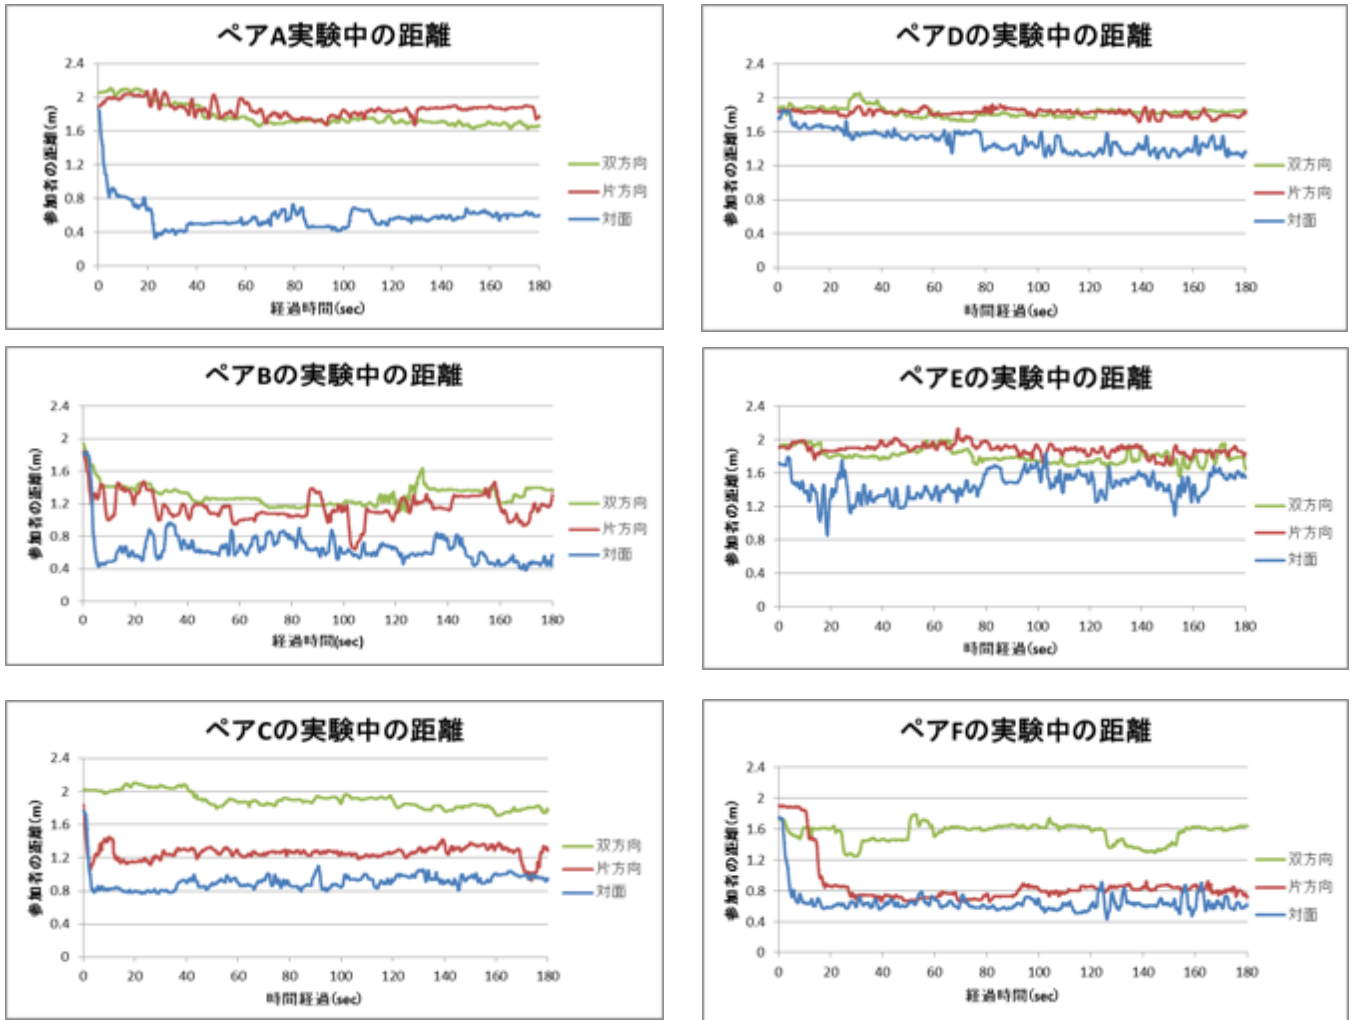 ペアA実験中の距離
参加者の距離(m)
2.4
2
1.6
1.2
0.8
0.4
0
0 20 40 60 80 100 120 140 160 180
経過時間(sec)
双方向
片方向
対面
ペアDの実験中の距離
参加者の距離(m)
2.4
2
1.6
1.2
0.8
0.4
0
0 20 40 60 80 100 120 140 160 180
時間経過(sec)
双方向
片方向
対面
ペアBの実験中の距離
参加者の距離(m)
2.4
2
1.6
1.2
0.8
0.4
0
0 20 40 60 80 100 120 140 160 180
経過時間(sec)
双方向
片方向
対面
ペアEの実験中の距離
参加者の距離(m)
2.4
2
1.6
1.2
0.8
0.4
0
0 20 40 60 80 100 120 140 160 180
時間経過(sec)
双方向
片方向
対面
ペアCの実験中の距離
参加者の距離(m)
2.4
2
1.6
1.2
0.8
0.4
0
0 20 40 60 80 100 120 140 160 180
時間経過(sec)
双方向
片方向
対面
ペアFの実験中の距離
参加者の距離(m)
2.4
2
1.6
1.2
0.8
0.4
0
0 20 40 60 80 100 120 140 160 180
経過時間(sec)
双方向
片方向
対面